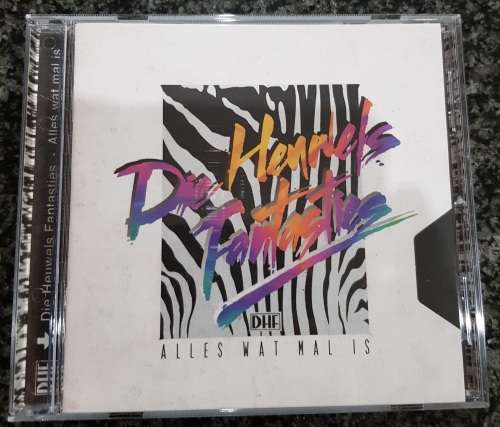 Die Heuwels
Fantasties
DHF
ALLES WAT MAL IS
DHF Die Heuwels Fantasties · Alles wat mal is